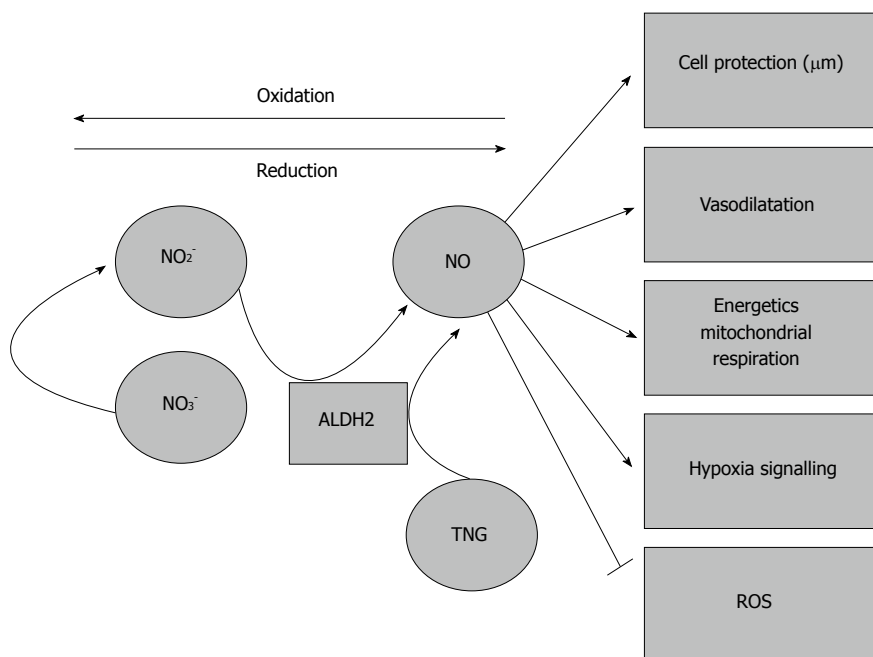 Oxidation
Reduction
NO₂⁻
NO₃⁻
NO
ALDH2
TNG
Cell protection (μm)
Vasodilatation
Energetics
mitochondrial
respiration
Hypoxia signalling
ROS